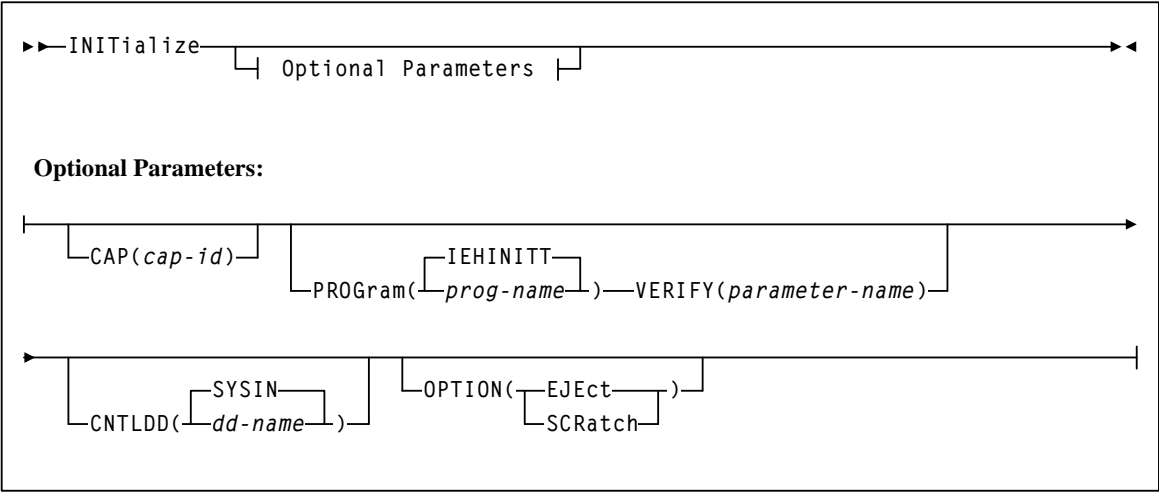 INITialize
Optional Parameters
Optional Parameters:
CAP(cap-id)
IEHINITT
PROGram(prog-name)VERIFY(parameter-name)
SYSIN
CNTLDD(dd-name)
OPTION(EJEct)
SCRatch